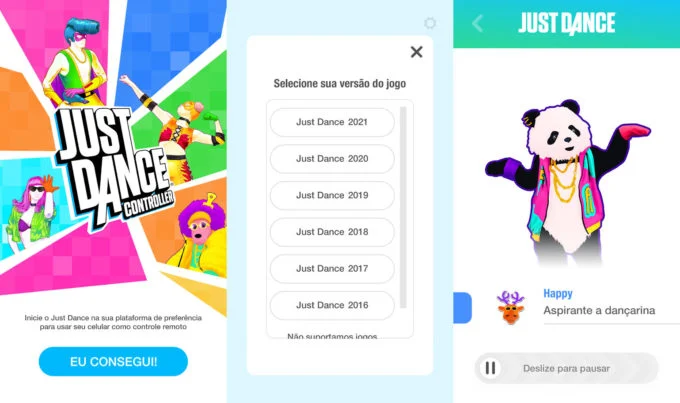 JUST
DANCE
CONTROLLER
Inicie o Just Dance na sua plataforma de preferência
para usar seu celular como controle remoto
EU CONSEGUI!
Selecione sua versão do jogo
Just Dance 2021
Just Dance 2020
Just Dance 2019
Just Dance 2018
Just Dance 2017
Just Dance 2016
Não suportamos jogos
JUST DANCE
Happy
Aspirante a dançarina
Deslize para pausar